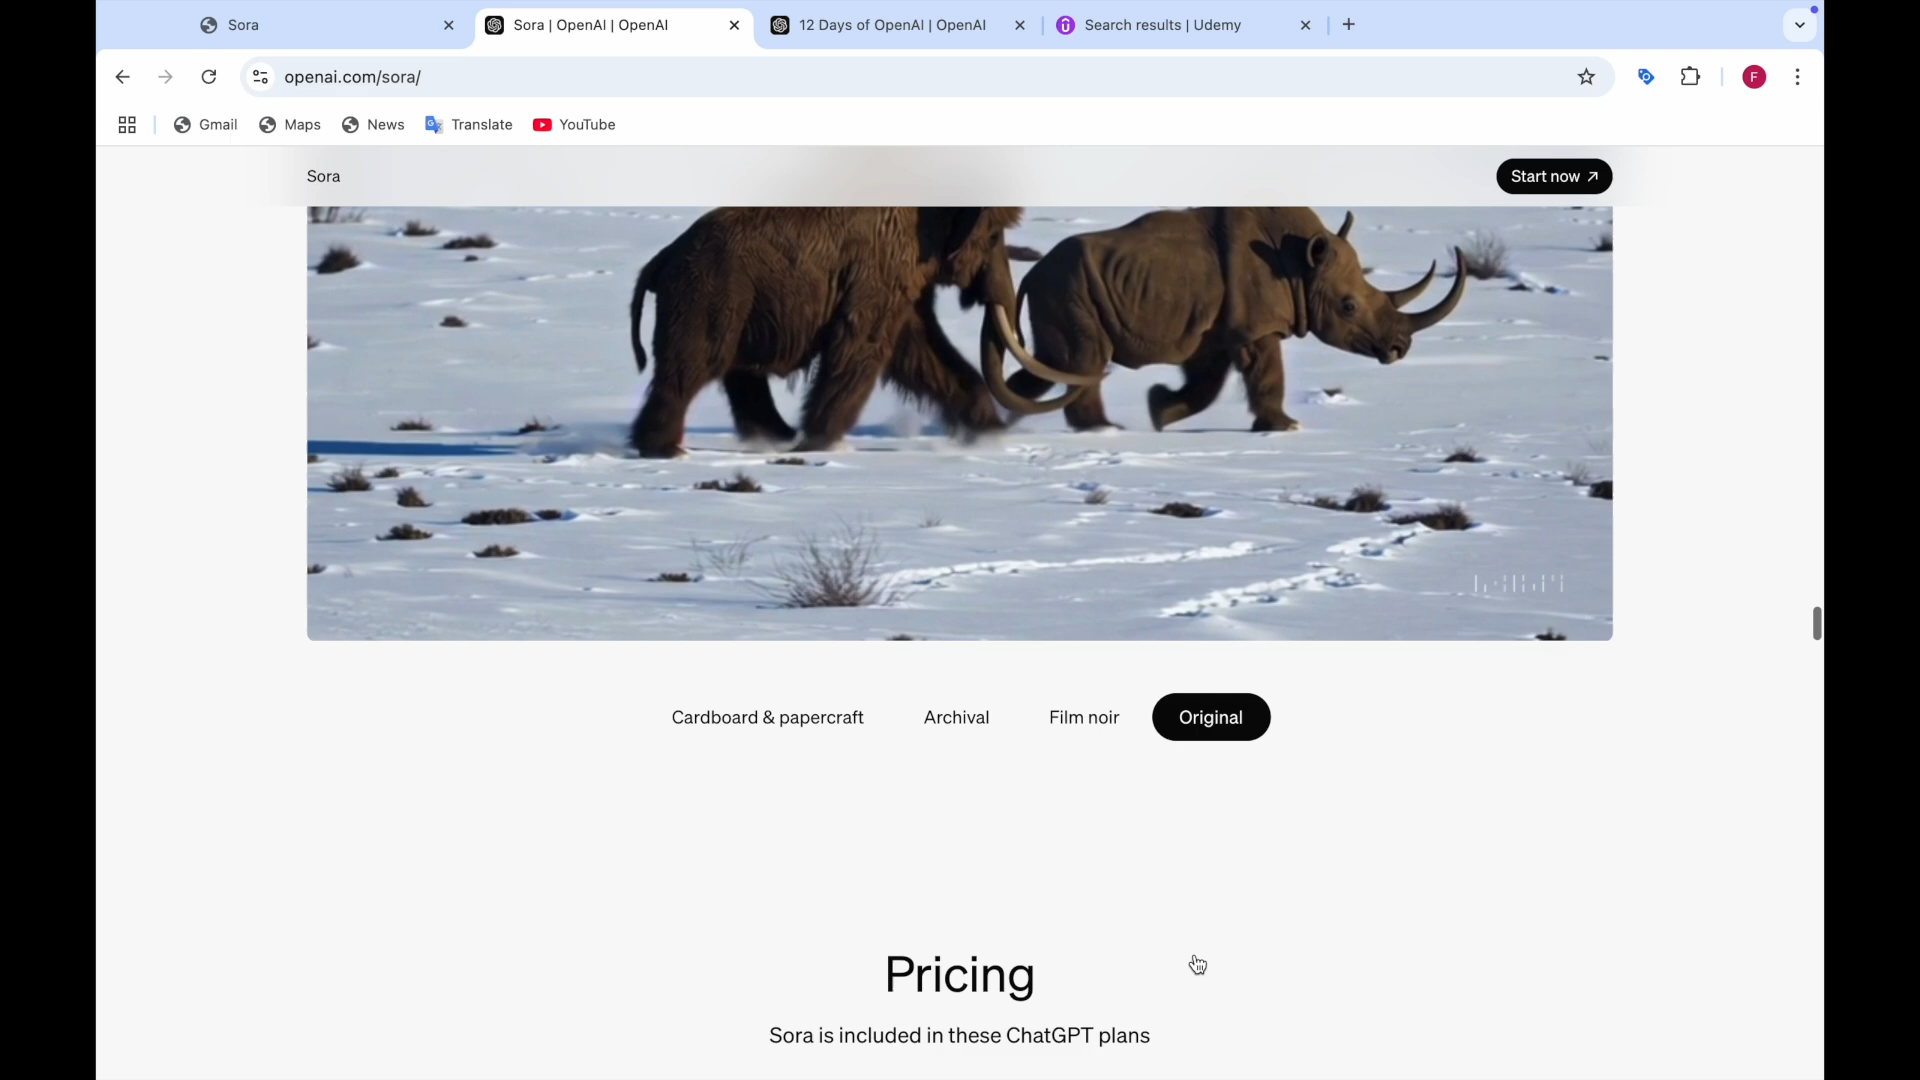 Sora
Sora | OpenAI | OpenAI
12 Days of OpenAI | OpenAI
Search results | Udemy
openai.com/sora/
F
Gmail
Maps
News
Translate
YouTube
Sora
Start now ↗
Cardboard & papercraft
Archival
Film noir
Original
Pricing
Sora is included in these ChatGPT plans